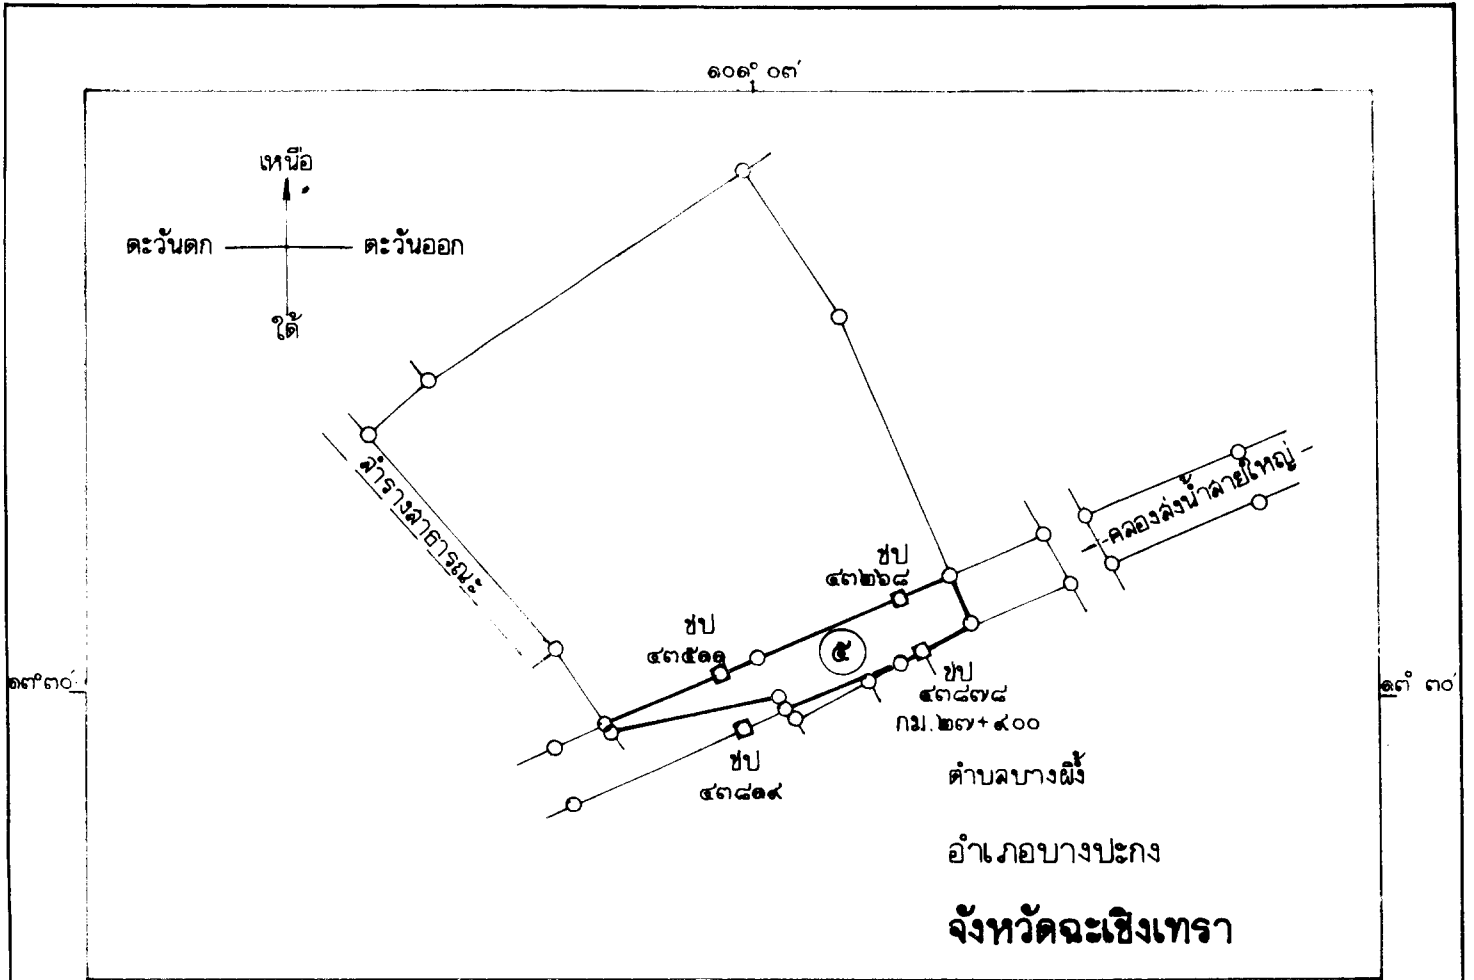 ๑๐๑° ๐๓′
เหนือ
ตะวันตก
ตะวันออก
ใต้
ลำรางสาธารณะ
คลองส่งน้ำสายใหญ่
ชป
๔๓๒๖๘
ชป
๔๓๕๑๑
๕
ชป
๔๓๘๗๘
กม.๒๗+๙๐๐
๑๓°๓๐′
๑๓° ๓๐′
ชป
๔๓๘๑๙
ตำบลบางผึ้ง
อำเภอบางปะกง
จังหวัดฉะเชิงเทรา